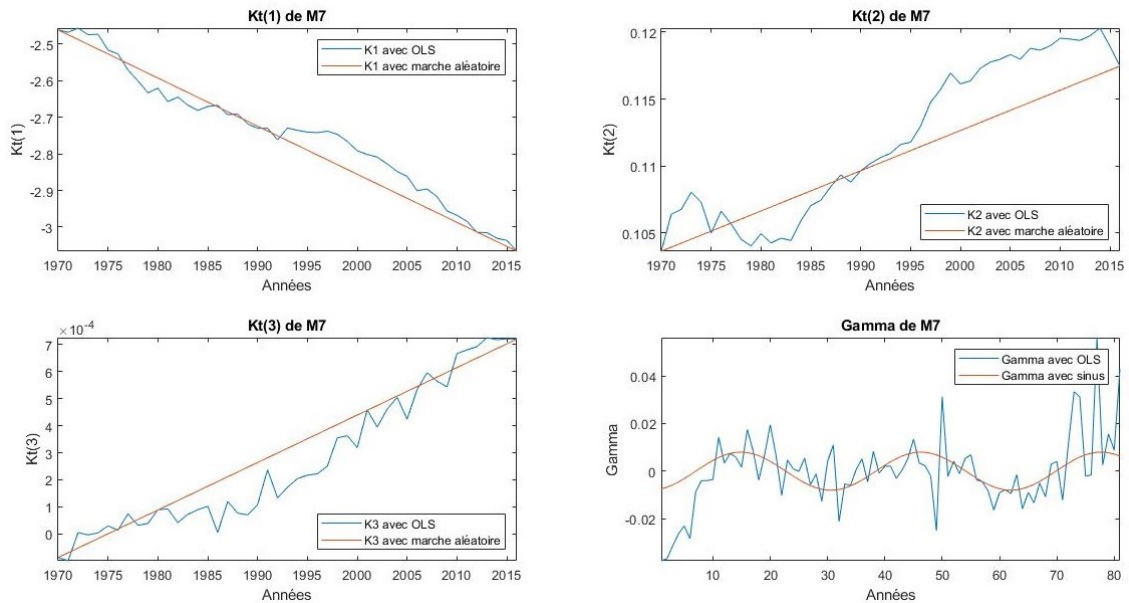 Kt(1) de M7
-2.5
-2.6
-2.7
-2.8
-2.9
-3
Kt(1)
K1 avec OLS
K1 avec marche aléatoire
1970 1975 1980 1985 1990 1995 2000 2005 2010 2015
Années
Kt(2) de M7
0.12
0.115
0.11
0.105
Kt(2)
K2 avec OLS
K2 avec marche aléatoire
1970 1975 1980 1985 1990 1995 2000 2005 2010 2015
Années
Kt(3) de M7
× 10⁻⁴
7
6
5
4
3
2
1
0
Kt(3)
K3 avec OLS
K3 avec marche aléatoire
1970 1975 1980 1985 1990 1995 2000 2005 2010 2015
Années
Gamma de M7
0.04
0.02
0
-0.02
Gamma
Gamma avec OLS
Gamma avec sinus
10 20 30 40 50 60 70 80
Années